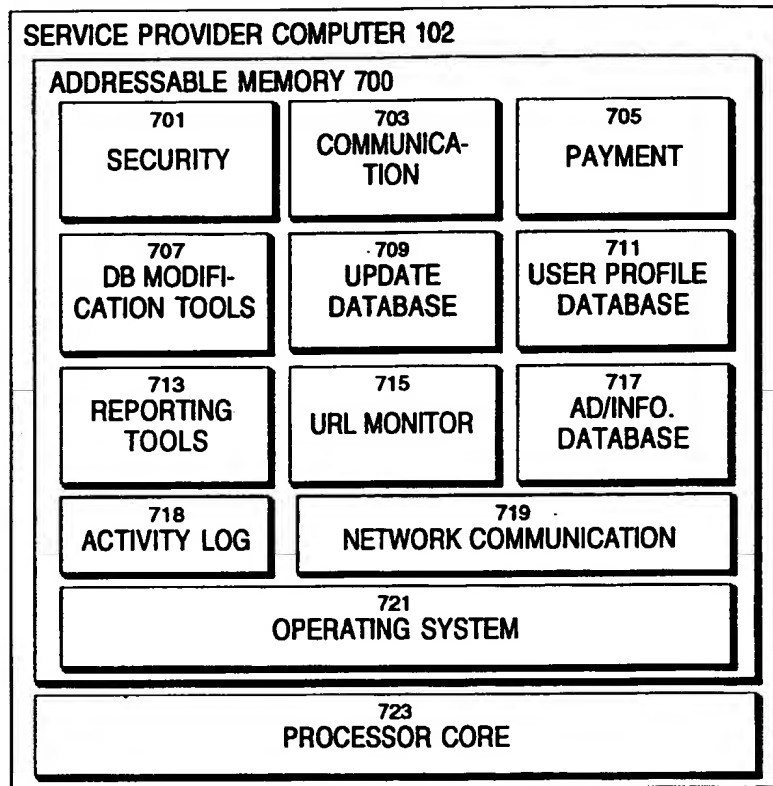 SERVICE PROVIDER COMPUTER 102
ADDRESSABLE MEMORY 700
701
SECURITY
703
COMMUNICA-
TION
705
PAYMENT
707
DB MODIFI-
CATION TOOLS
709
UPDATE
DATABASE
711
USER PROFILE
DATABASE
713
REPORTING
TOOLS
715
URL MONITOR
717
AD/INFO.
DATABASE
718
ACTIVITY LOG
719
NETWORK COMMUNICATION
721
OPERATING SYSTEM
723
PROCESSOR CORE